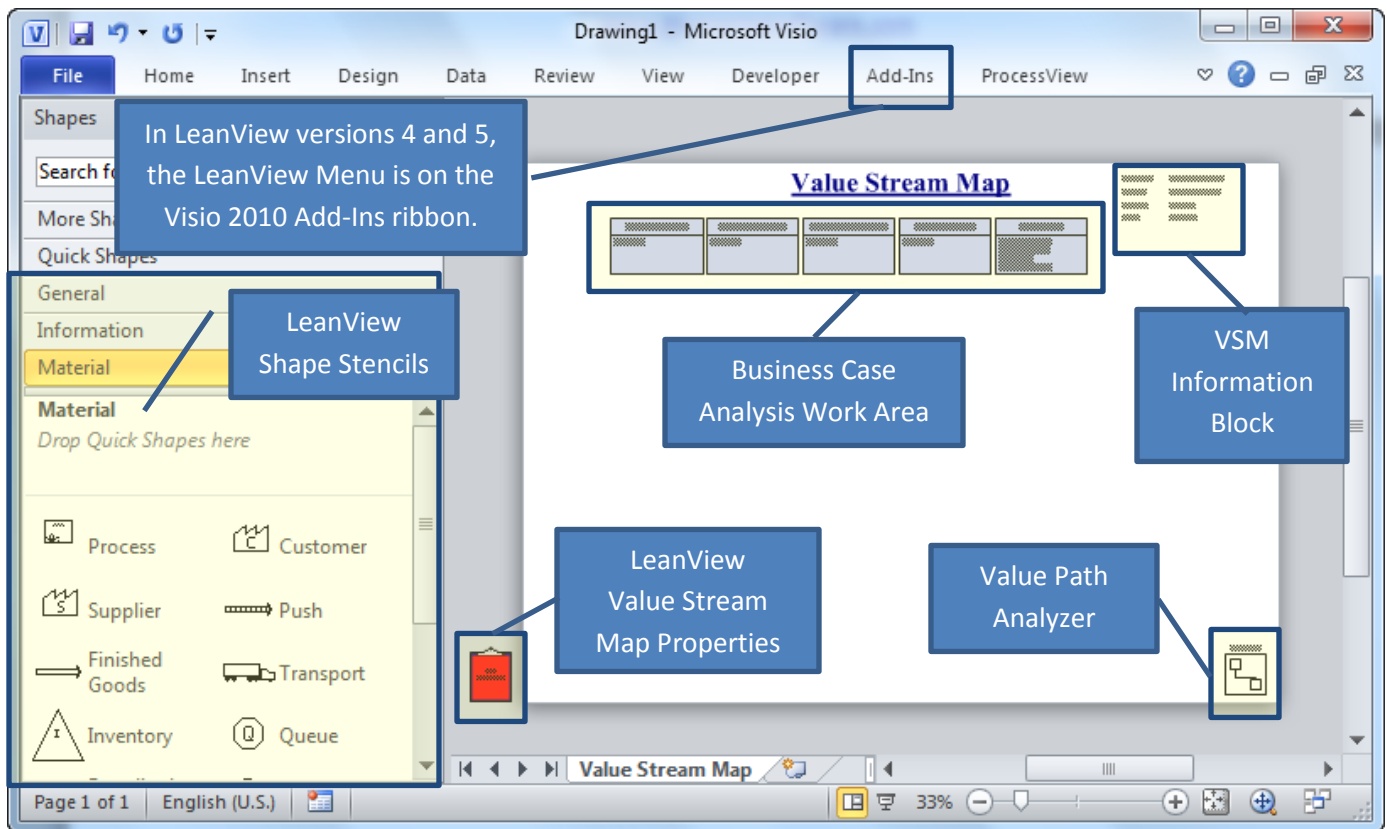 Drawing1 - Microsoft Visio
File Home Insert Design Data Review View Developer Add-Ins ProcessView
Shapes
In LeanView versions 4 and 5,
the LeanView Menu is on the
Visio 2010 Add-Ins ribbon.
Search fo
More Sha
Quick Shapes
General
Information
Material
LeanView
Shape Stencils
Material
Drop Quick Shapes here
Process
Customer
Supplier
Push
Finished
Goods
Transport
Inventory
Queue
Value Stream Map
Business Case
Analysis Work Area
VSM
Information
Block
LeanView
Value Stream
Map Properties
Value Path
Analyzer
Value Stream Map
Page 1 of 1 English (U.S.) 33%